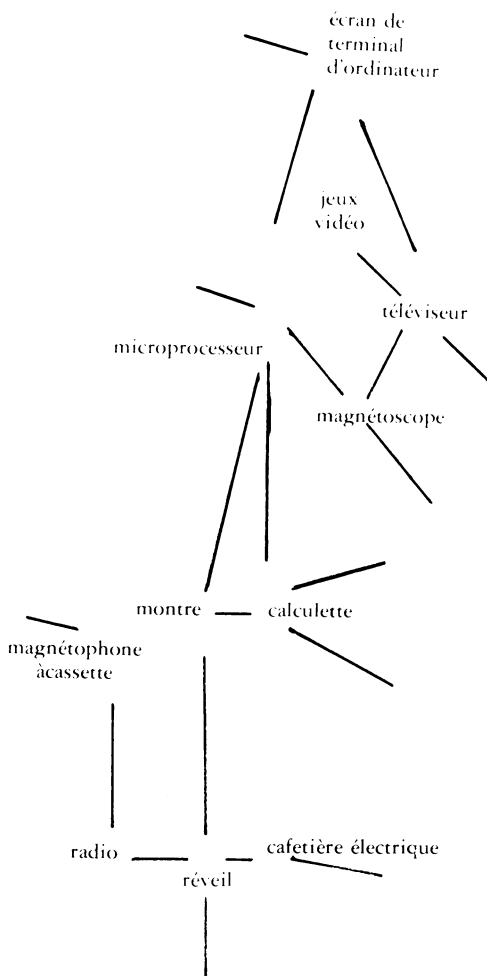 écran de
terminal
d'ordinateur
jeux
vidéo
téléviseur
microprocesseur
magnétoscope
montre
calculette
magnétophone
àcassette
radio
cafetière électrique
réveil